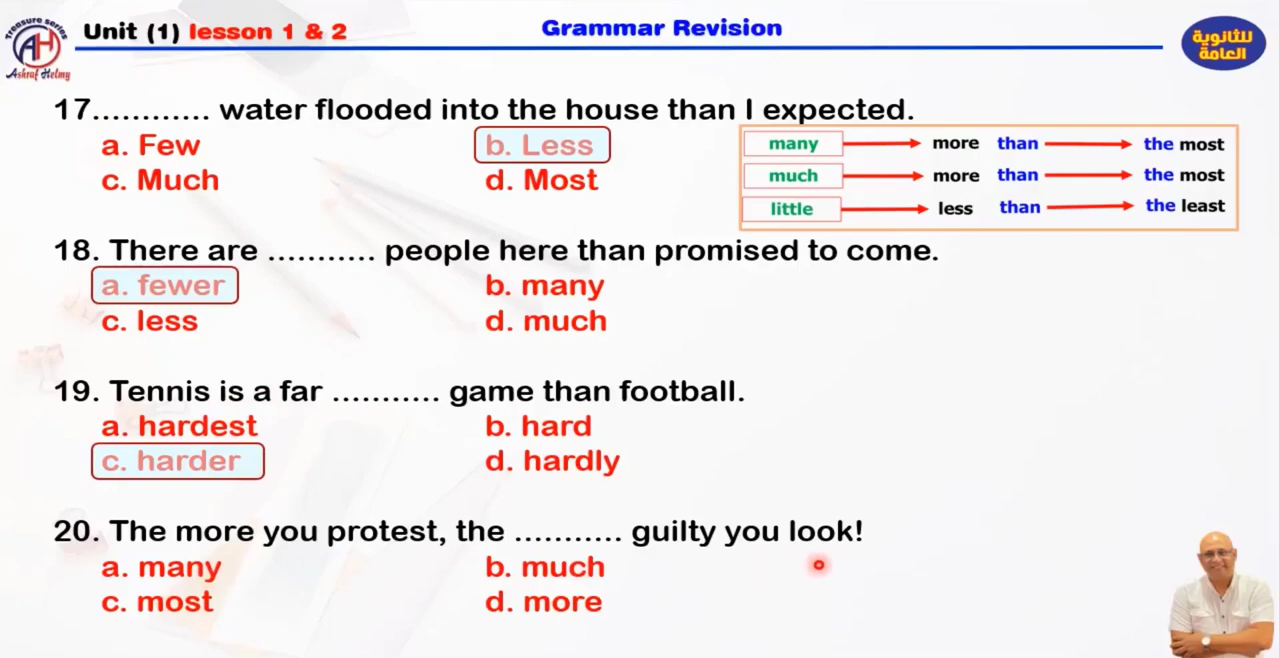 Treasure series
AH
Ashraf Helmy
Unit (1) lesson 1 & 2
Grammar Revision
للثانوية
العامة
17............ water flooded into the house than I expected.
a. Few
b. Less
c. Much
d. Most
many more than the most
much more than the most
little less than the least
18. There are ........... people here than promised to come.
a. fewer
b. many
c. less
d. much
19. Tennis is a far ........... game than football.
a. hardest
b. hard
c. harder
d. hardly
20. The more you protest, the ........... guilty you look!
a. many
b. much
c. most
d. more